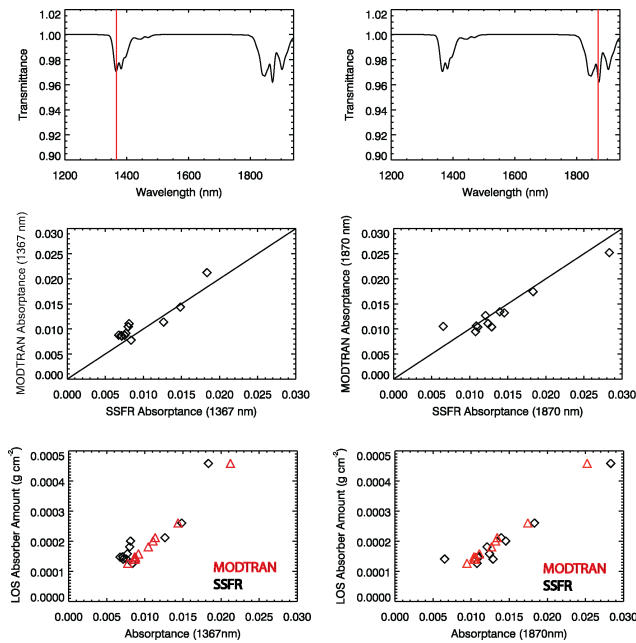 1.02
1.00
0.98
0.96
0.94
0.92
0.90
Transmittance
1200 1400 1600 1800
Wavelength (nm)
1.02
1.00
0.98
0.96
0.94
0.92
0.90
Transmittance
1200 1400 1600 1800
Wavelength (nm)
0.030
0.025
0.020
0.015
0.010
0.005
0.000
MODTRAN Absorptance (1367 nm)
0.000 0.005 0.010 0.015 0.020 0.025 0.030
SSFR Absorptance (1367 nm)
0.030
0.025
0.020
0.015
0.010
0.005
0.000
MODTRAN Absorptance (1870 nm)
0.000 0.005 0.010 0.015 0.020 0.025 0.030
SSFR Absorptance (1870 nm)
0.0005
0.0004
0.0003
0.0002
0.0001
0.0000
LOS Absorber Amount (g cm⁻²)
MODTRAN
SSFR
0.000 0.005 0.010 0.015 0.020 0.025 0.030
Absorptance (1367nm)
0.0005
0.0004
0.0003
0.0002
0.0001
0.0000
LOS Absorber Amount (g cm⁻²)
MODTRAN
SSFR
0.000 0.005 0.010 0.015 0.020 0.025 0.030
Absorptance (1870nm)